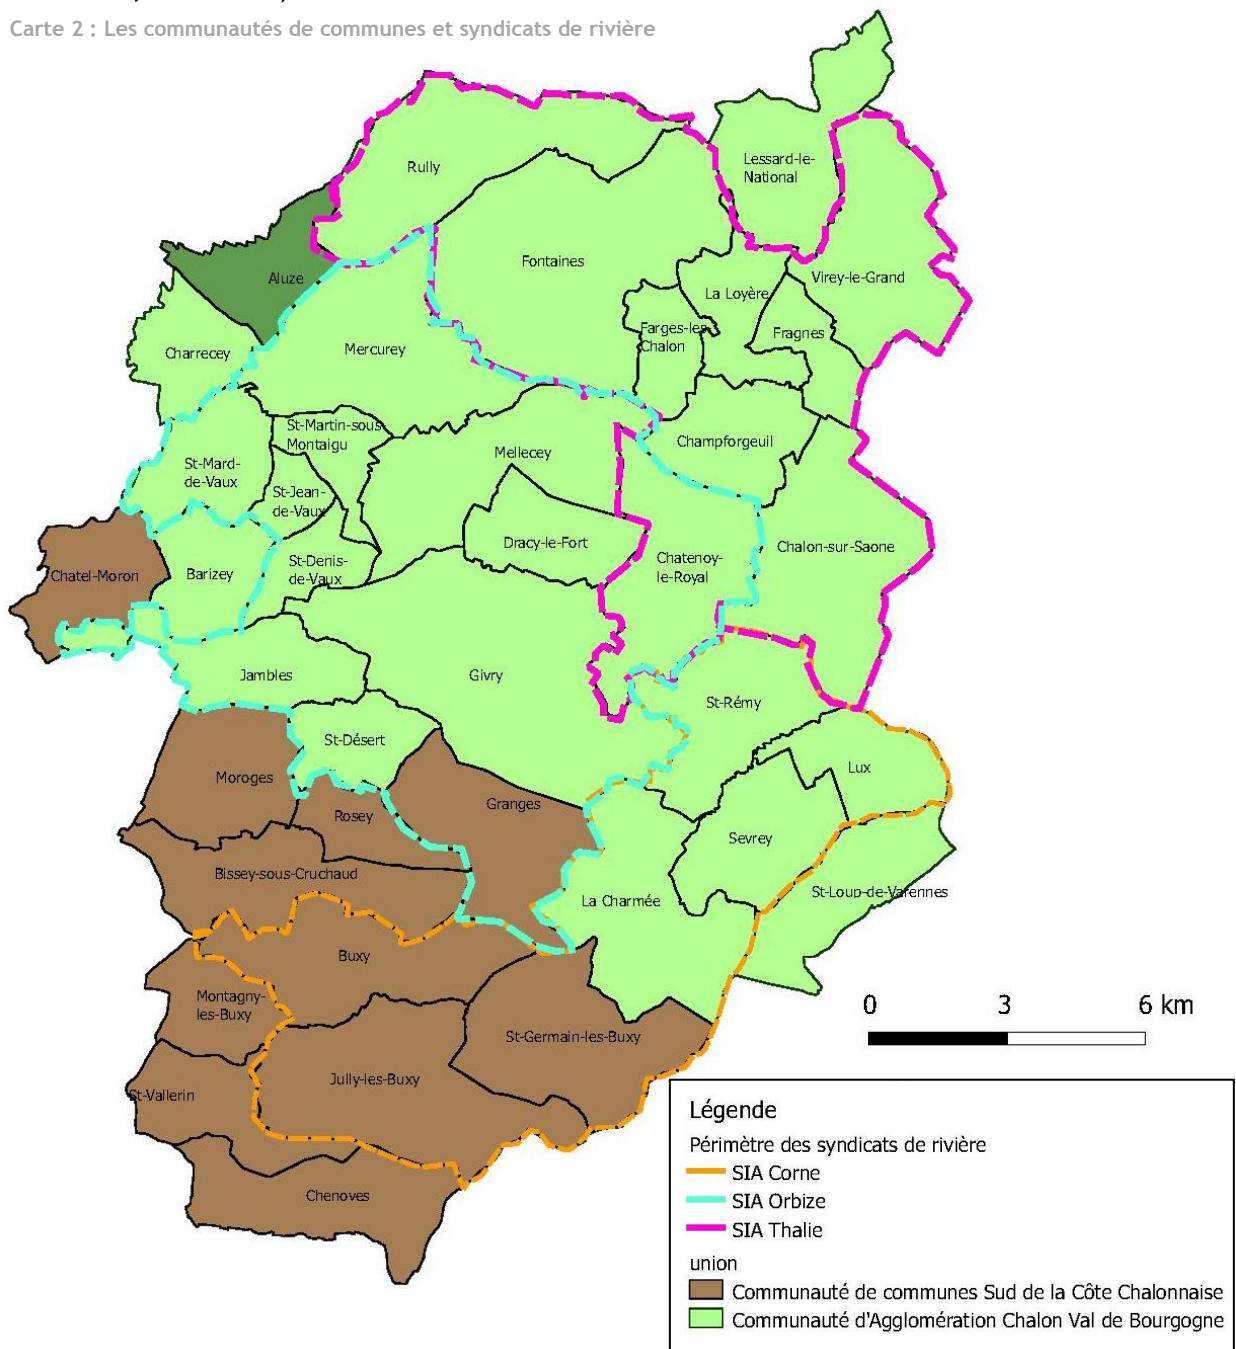 Carte 2 : Les communautés de communes et syndicats de rivière
Rully
Lessard-le-
National
Aluze
Fontaines
Virey-le-Grand
La Loyère
Farges-les-
Chalon
Fragnes
Charrecey
Mercurey
St-Martin-sous-
Montaigu
Champforgeuil
Mellecey
St-Mard-
de-Vaux
St-Jean-
de-Vaux
Dracy-le-Fort
Chalon-sur-Saone
Chatenoy-
le-Royal
St-Denis-
de-Vaux
Chatel-Moron
Barizey
Jambles
Givry
St-Rémy
St-Désert
Lux
Moroges
Granges
Rosey
Sevrey
Bissey-sous-Cruchaud
La Charmée
St-Loup-de-Varennes
Buxy
Montagny-
les-Buxy
St-Germain-les-Buxy
Jully-les-Buxy
St-Vallerin
Chenoves
0 3 6 km
Légende
Périmètre des syndicats de rivière
SIA Corne
SIA Orbize
SIA Thalie
union
Communauté de communes Sud de la Côte Chalonnaise
Communauté d'Agglomération Chalon Val de Bourgogne